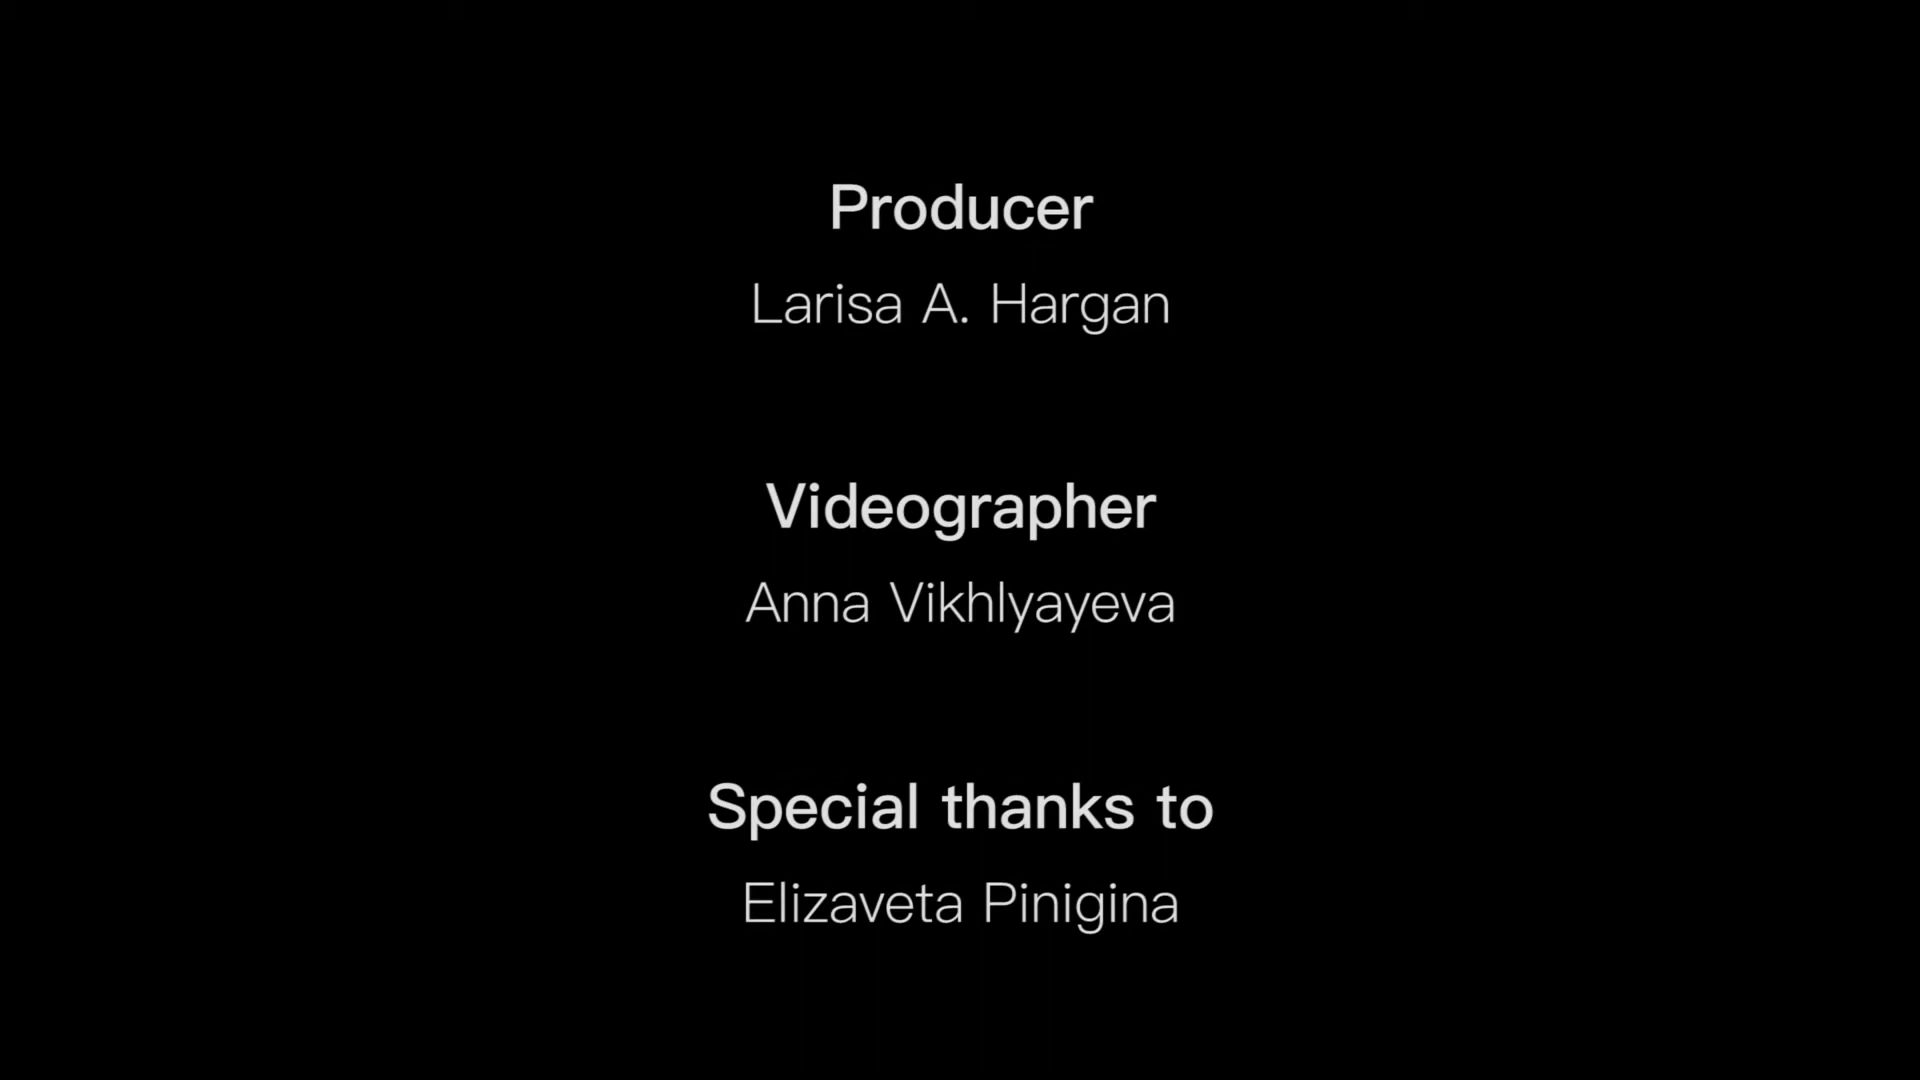 Producer
Larisa A. Hargan
Videographer
Anna Vikhlyayeva
Special thanks to
Elizaveta Pinigina